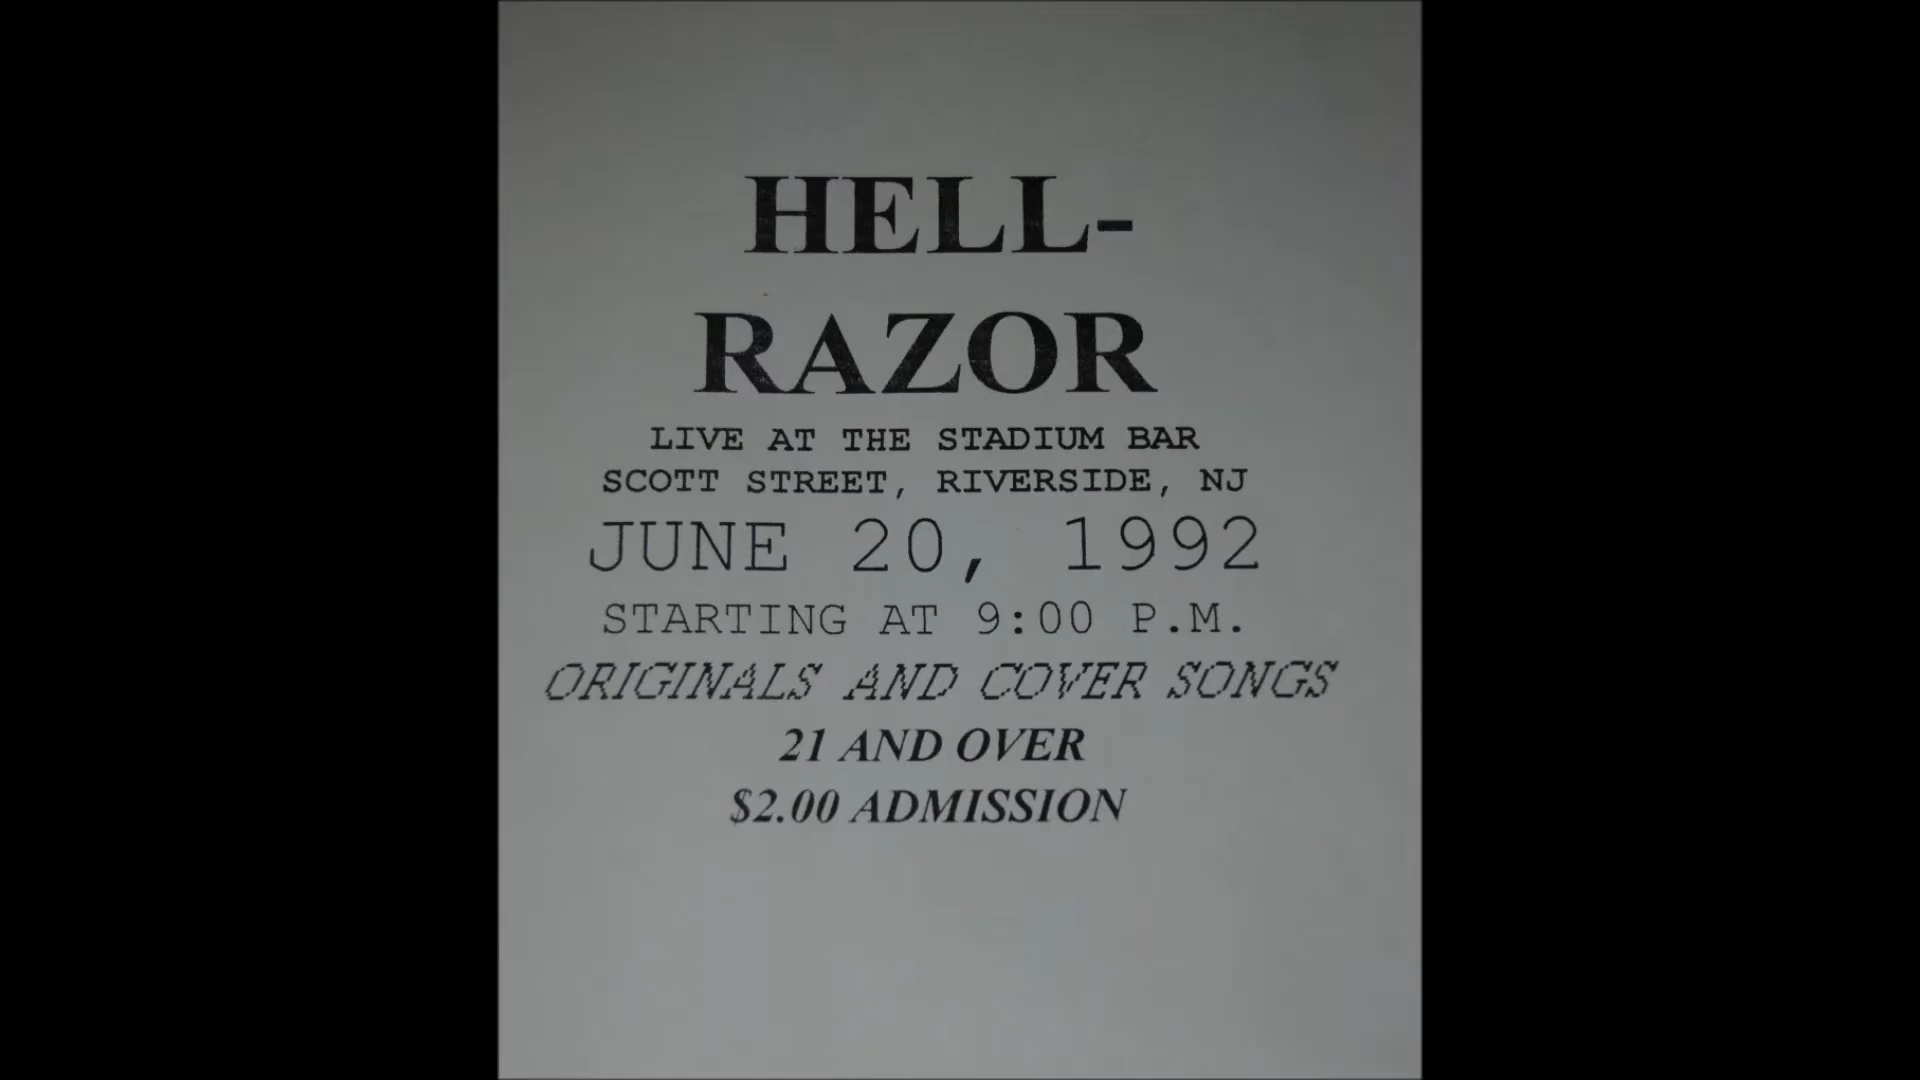 HELL-
RAZOR
LIVE AT THE STADIUM BAR
SCOTT STREET, RIVERSIDE, NJ
JUNE 20, 1992
STARTING AT 9:00 P.M.
ORIGINALS AND COVER SONGS
21 AND OVER
$2.00 ADMISSION